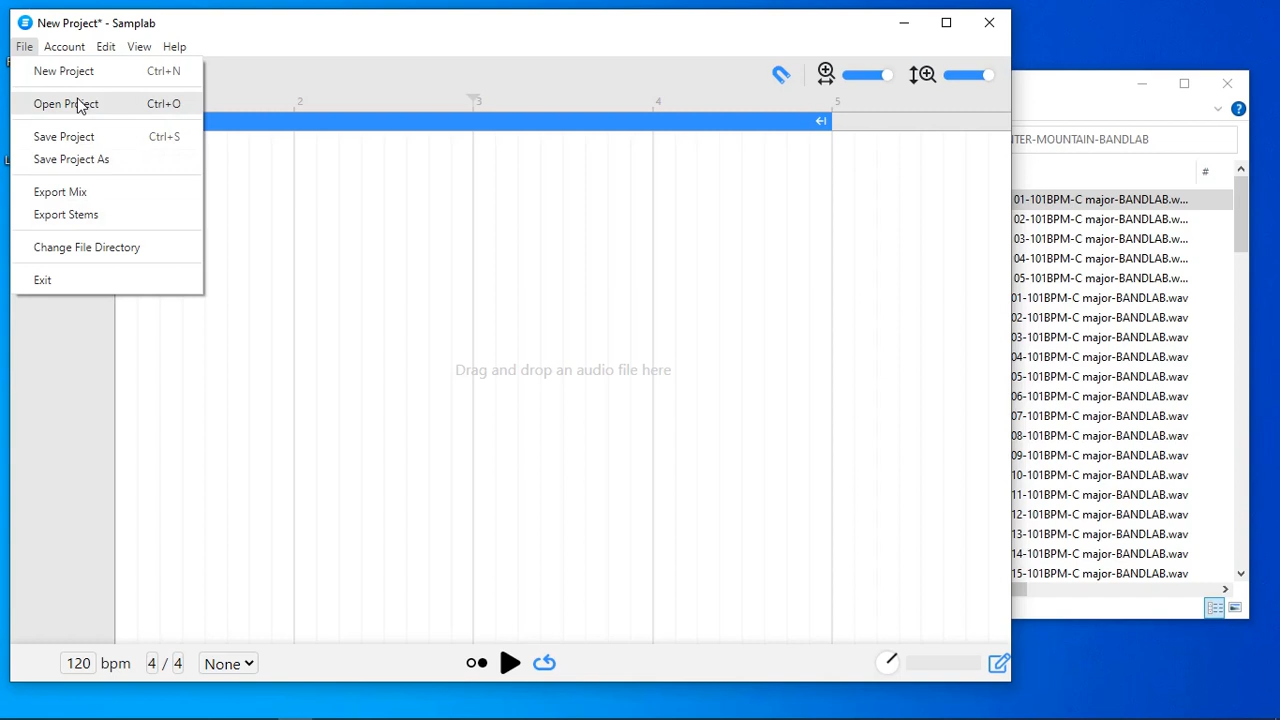 New Project* - Samplab
File Account Edit View Help
New Project Ctrl+N
Open Project Ctrl+O
Save Project Ctrl+S
Save Project As
Export Mix
Export Stems
Change File Directory
Exit
2 3 4 5
Drag and drop an audio file here
120 bpm 4 / 4 None
NTER-MOUNTAIN-BANDLAB
#
01-101BPM-C major-BANDLAB.w...
02-101BPM-C major-BANDLAB.w...
03-101BPM-C major-BANDLAB.w...
04-101BPM-C major-BANDLAB.w...
05-101BPM-C major-BANDLAB.w...
01-101BPM-C major-BANDLAB.wav
02-101BPM-C major-BANDLAB.wav
03-101BPM-C major-BANDLAB.wav
04-101BPM-C major-BANDLAB.wav
05-101BPM-C major-BANDLAB.wav
06-101BPM-C major-BANDLAB.wav
07-101BPM-C major-BANDLAB.wav
08-101BPM-C major-BANDLAB.wav
09-101BPM-C major-BANDLAB.wav
10-101BPM-C major-BANDLAB.wav
11-101BPM-C major-BANDLAB.wav
12-101BPM-C major-BANDLAB.wav
13-101BPM-C major-BANDLAB.wav
14-101BPM-C major-BANDLAB.wav
15-101BPM-C major-BANDLAB.wav